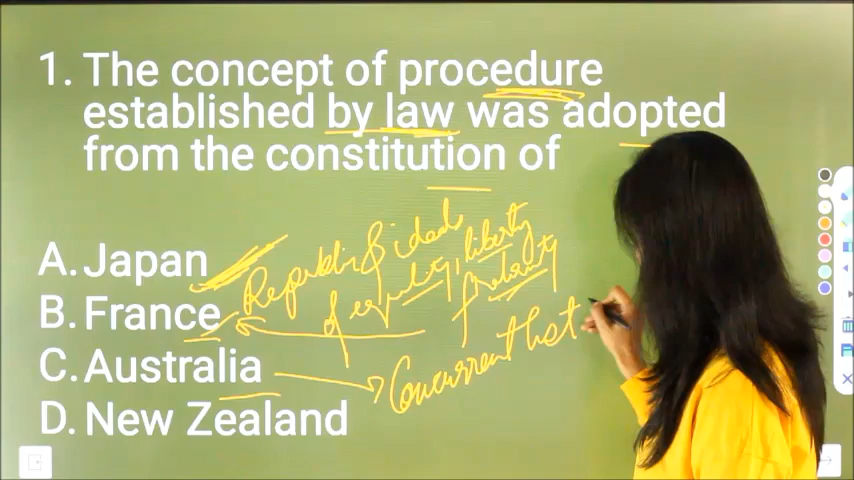 1. The concept of procedure
established by law was adopted
from the constitution of
A. Japan
B. France
C. Australia
D. New Zealand
Republic & ideals
of equality, liberty
fraternity
Concurrent list